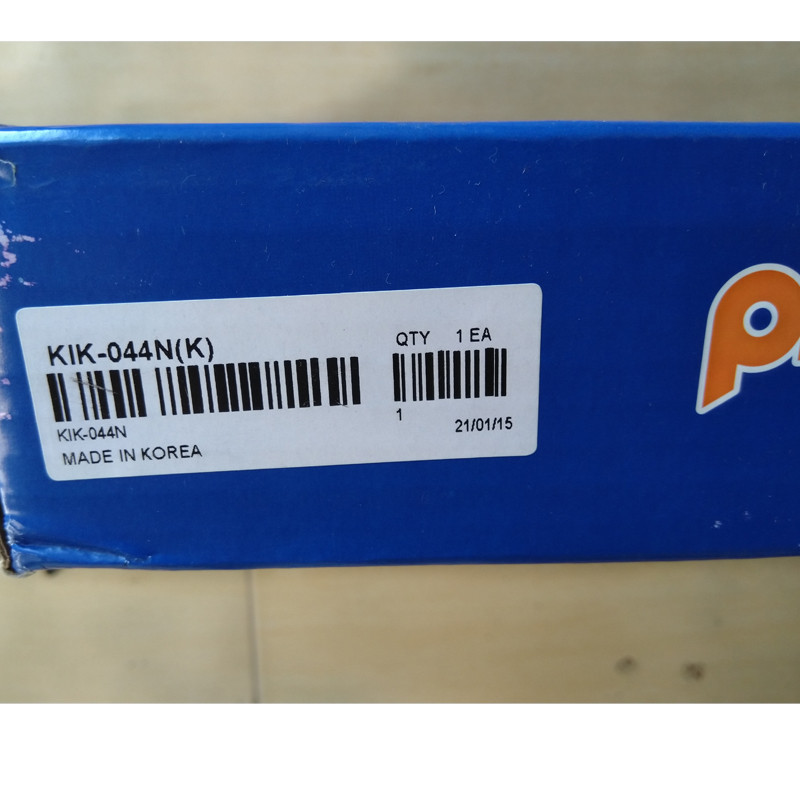 KIK-044N(K)
QTY 1 EA
KIK-044N
1
21/01/15
MADE IN KOREA